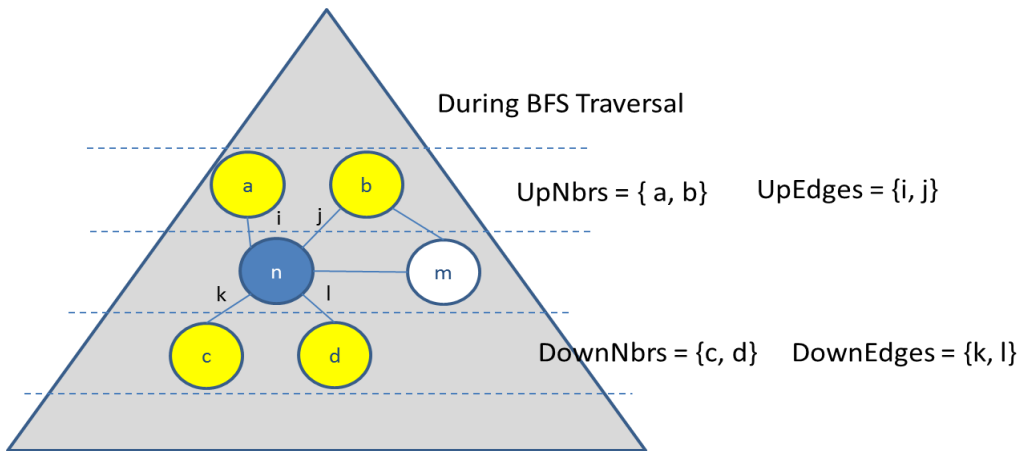 During BFS Traversal
a
b
UpNbrs = { a, b}
UpEdges = {i, j}
i
j
n
m
k
l
c
d
DownNbrs = {c, d}
DownEdges = {k, l}